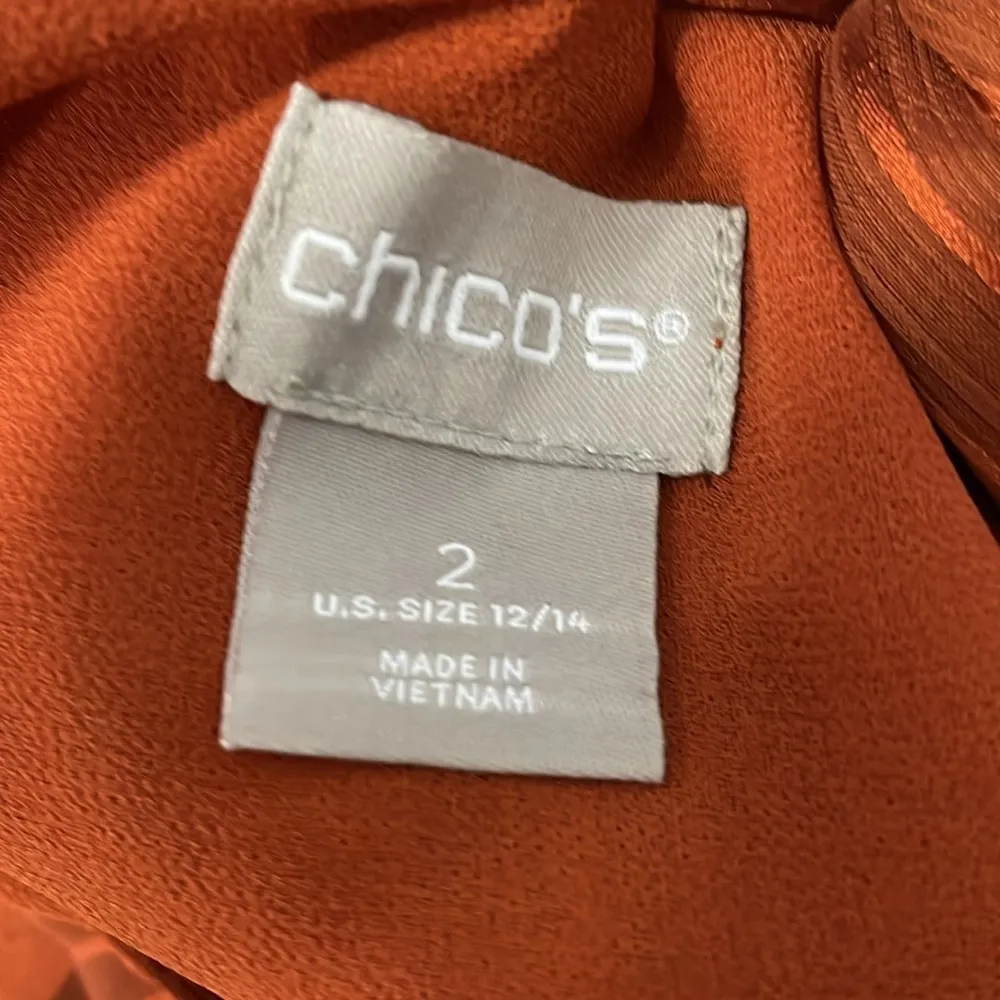 chico's®
2
U.S. SIZE 12/14
MADE IN
VIETNAM